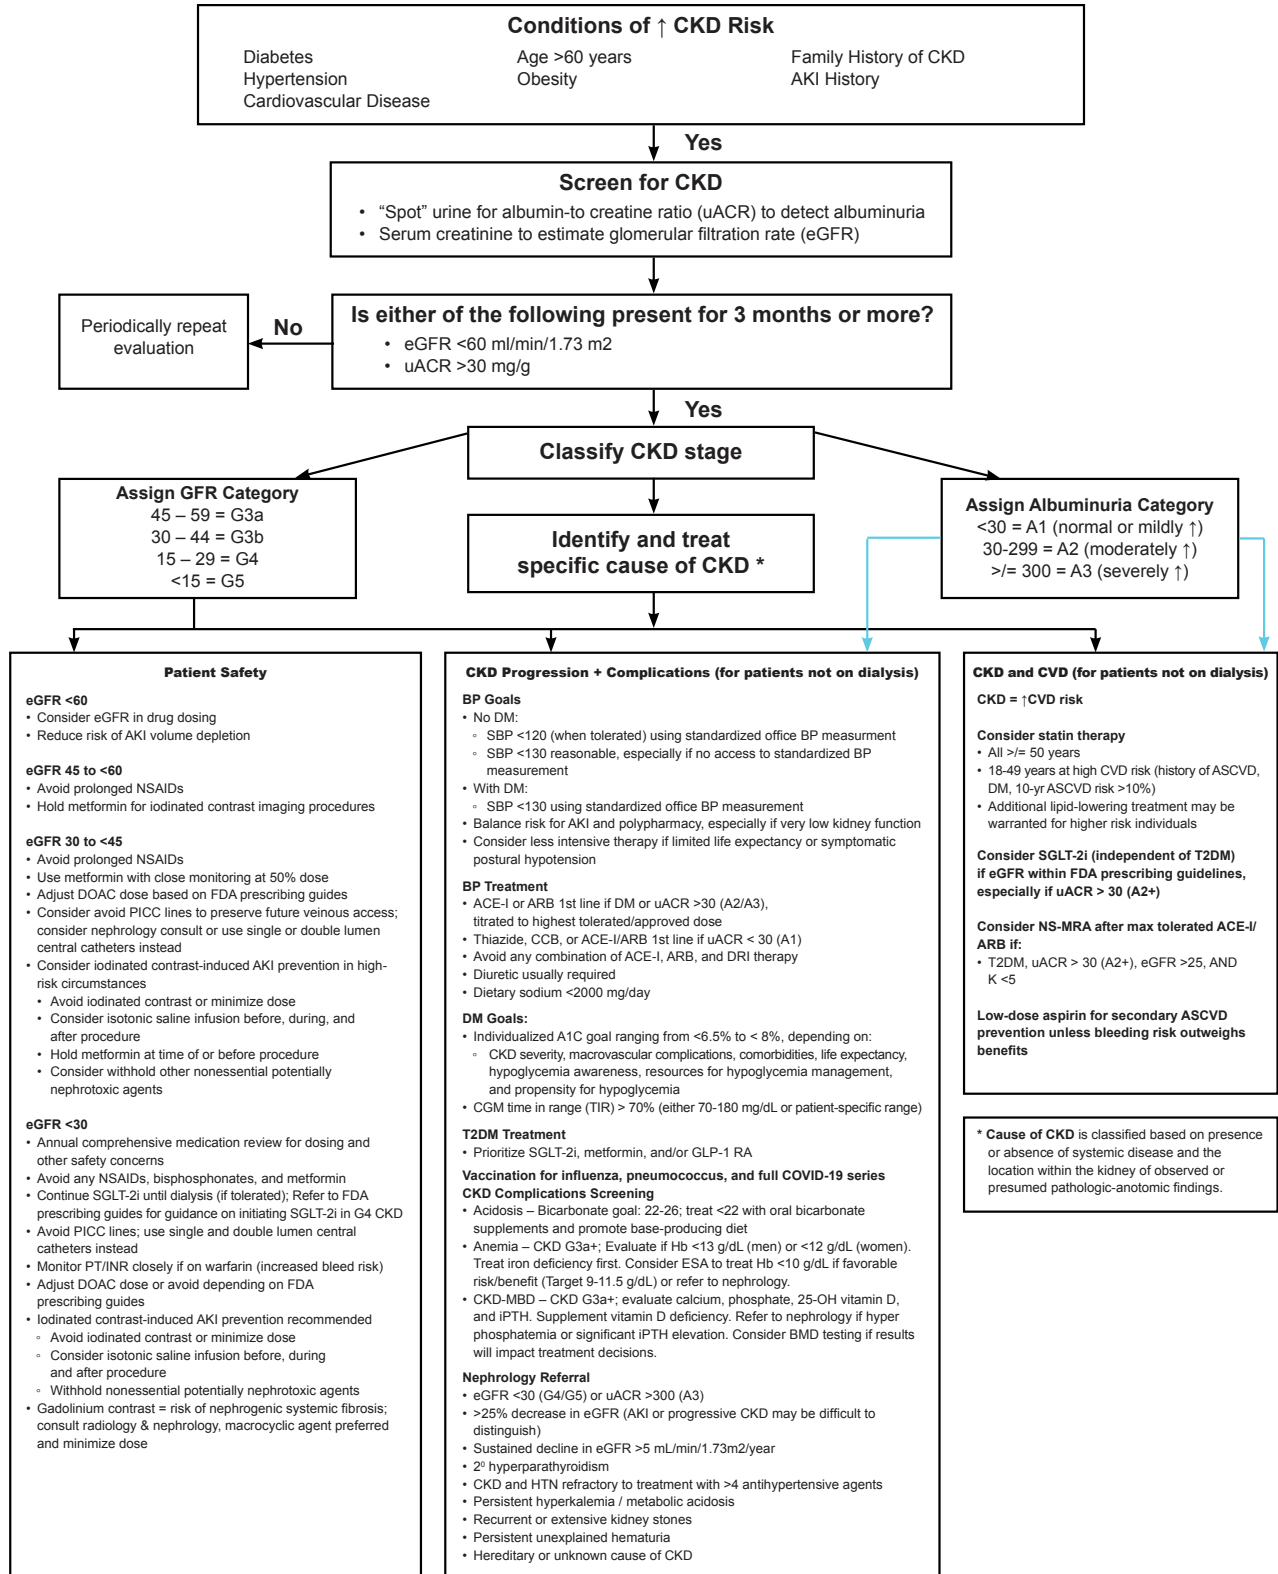 Conditions of ↑ CKD Risk
Diabetes
Hypertension
Cardiovascular Disease
Age >60 years
Obesity
Family History of CKD
AKI History
Yes
Screen for CKD
• “Spot” urine for albumin-to creatine ratio (uACR) to detect albuminuria
• Serum creatinine to estimate glomerular filtration rate (eGFR)
Is either of the following present for 3 months or more?
• eGFR <60 ml/min/1.73 m2
• uACR >30 mg/g
No
Periodically repeat
evaluation
Yes
Classify CKD stage
Assign GFR Category
45 – 59 = G3a
30 – 44 = G3b
15 – 29 = G4
<15 = G5
Identify and treat
specific cause of CKD *
Assign Albuminuria Category
<30 = A1 (normal or mildly ↑)
30-299 = A2 (moderately ↑)
>/= 300 = A3 (severely ↑)
Patient Safety
eGFR <60
• Consider eGFR in drug dosing
• Reduce risk of AKI volume depletion
eGFR 45 to <60
• Avoid prolonged NSAIDs
• Hold metformin for iodinated contrast imaging procedures
eGFR 30 to <45
• Avoid prolonged NSAIDs
• Use metformin with close monitoring at 50% dose
• Adjust DOAC dose based on FDA prescribing guides
• Consider avoid PICC lines to preserve future veinous access;
consider nephrology consult or use single or double lumen
central catheters instead
• Consider iodinated contrast-induced AKI prevention in high-
risk circumstances
• Avoid iodinated contrast or minimize dose
• Consider isotonic saline infusion before, during, and
after procedure
• Hold metformin at time of or before procedure
• Consider withhold other nonessential potentially
nephrotoxic agents
eGFR <30
• Annual comprehensive medication review for dosing and
other safety concerns
• Avoid any NSAIDs, bisphosphonates, and metformin
• Continue SGLT-2i until dialysis (if tolerated); Refer to FDA
prescribing guides for guidance on initiating SGLT-2i in G4 CKD
• Avoid PICC lines; use single and double lumen central
catheters instead
• Monitor PT/INR closely if on warfarin (increased bleed risk)
• Adjust DOAC dose or avoid depending on FDA
prescribing guides
• Iodinated contrast-induced AKI prevention recommended
◦ Avoid iodinated contrast or minimize dose
◦ Consider isotonic saline infusion before, during
and after procedure
◦ Withhold nonessential potentially nephrotoxic agents
• Gadolinium contrast = risk of nephrogenic systemic fibrosis;
consult radiology & nephrology, macrocyclic agent preferred
and minimize dose
CKD Progression + Complications (for patients not on dialysis)
BP Goals
• No DM:
◦ SBP <120 (when tolerated) using standardized office BP measurment
◦ SBP <130 reasonable, especially if no access to standardized BP
measurement
• With DM:
◦ SBP <130 using standardized office BP measurement
• Balance risk for AKI and polypharmacy, especially if very low kidney function
• Consider less intensive therapy if limited life expectancy or symptomatic
postural hypotension
BP Treatment
• ACE-I or ARB 1st line if DM or uACR >30 (A2/A3),
titrated to highest tolerated/approved dose
• Thiazide, CCB, or ACE-I/ARB 1st line if uACR < 30 (A1)
• Avoid any combination of ACE-I, ARB, and DRI therapy
• Diuretic usually required
• Dietary sodium <2000 mg/day
DM Goals:
• Individualized A1C goal ranging from <6.5% to < 8%, depending on:
◦ CKD severity, macrovascular complications, comorbidities, life expectancy,
hypoglycemia awareness, resources for hypoglycemia management,
and propensity for hypoglycemia
• CGM time in range (TIR) > 70% (either 70-180 mg/dL or patient-specific range)
T2DM Treatment
• Prioritize SGLT-2i, metformin, and/or GLP-1 RA
Vaccination for influenza, pneumococcus, and full COVID-19 series
CKD Complications Screening
• Acidosis – Bicarbonate goal: 22-26; treat <22 with oral bicarbonate
supplements and promote base-producing diet
• Anemia – CKD G3a+; Evaluate if Hb <13 g/dL (men) or <12 g/dL (women).
Treat iron deficiency first. Consider ESA to treat Hb <10 g/dL if favorable
risk/benefit (Target 9-11.5 g/dL) or refer to nephrology.
• CKD-MBD – CKD G3a+; evaluate calcium, phosphate, 25-OH vitamin D,
and iPTH. Supplement vitamin D deficiency. Refer to nephrology if hyper
phosphatemia or significant iPTH elevation. Consider BMD testing if results
will impact treatment decisions.
Nephrology Referral
• eGFR <30 (G4/G5) or uACR >300 (A3)
• >25% decrease in eGFR (AKI or progressive CKD may be difficult to
distinguish)
• Sustained decline in eGFR >5 mL/min/1.73m2/year
• 2⁰ hyperparathyroidism
• CKD and HTN refractory to treatment with >4 antihypertensive agents
• Persistent hyperkalemia / metabolic acidosis
• Recurrent or extensive kidney stones
• Persistent unexplained hematuria
• Hereditary or unknown cause of CKD
CKD and CVD (for patients not on dialysis)
CKD = ↑CVD risk
Consider statin therapy
• All >/= 50 years
• 18-49 years at high CVD risk (history of ASCVD,
DM, 10-yr ASCVD risk >10%)
• Additional lipid-lowering treatment may be
warranted for higher risk individuals
Consider SGLT-2i (independent of T2DM)
if eGFR within FDA prescribing guidelines,
especially if uACR > 30 (A2+)
Consider NS-MRA after max tolerated ACE-I/
ARB if:
• T2DM, uACR > 30 (A2+), eGFR >25, AND
K <5
Low-dose aspirin for secondary ASCVD
prevention unless bleeding risk outweighs
benefits
* Cause of CKD is classified based on presence
or absence of systemic disease and the
location within the kidney of observed or
presumed pathologic-anotomic findings.